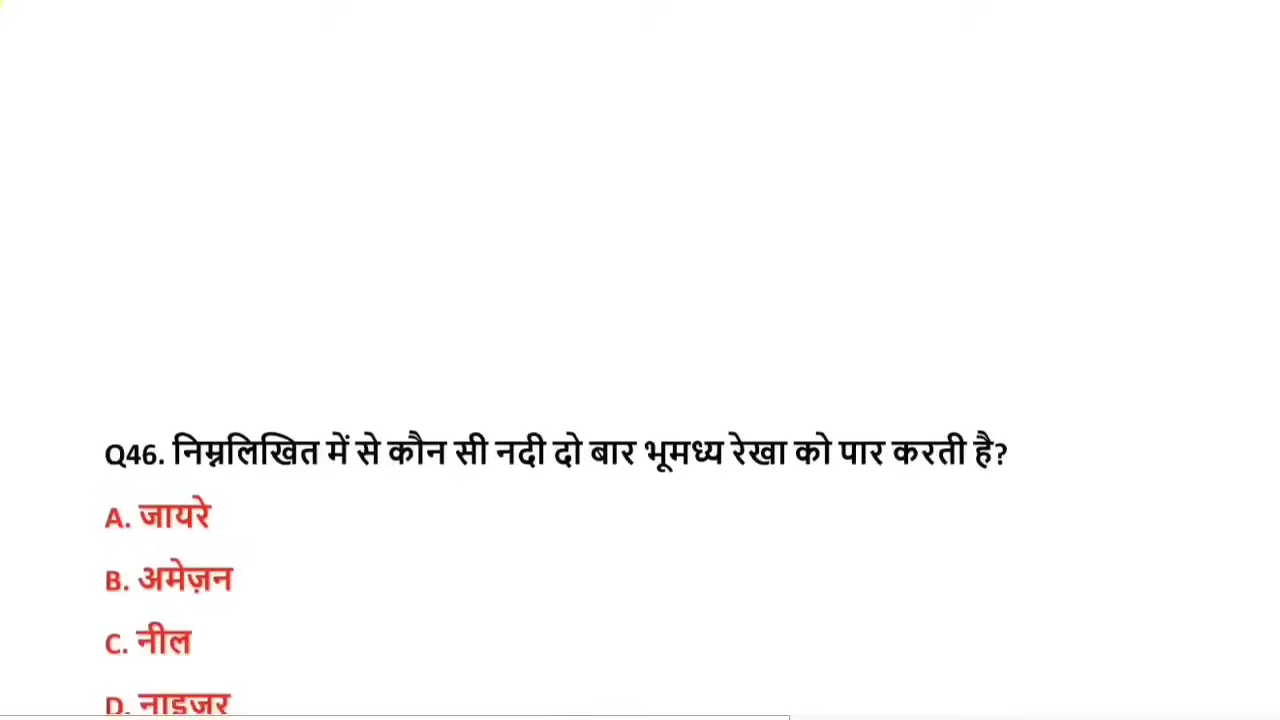 Q46. निम्नलिखित में से कौन सी नदी दो बार भूमध्य रेखा को पार करती है?
A. जायरे
B. अमेज़न
C. नील
D. नाइजर